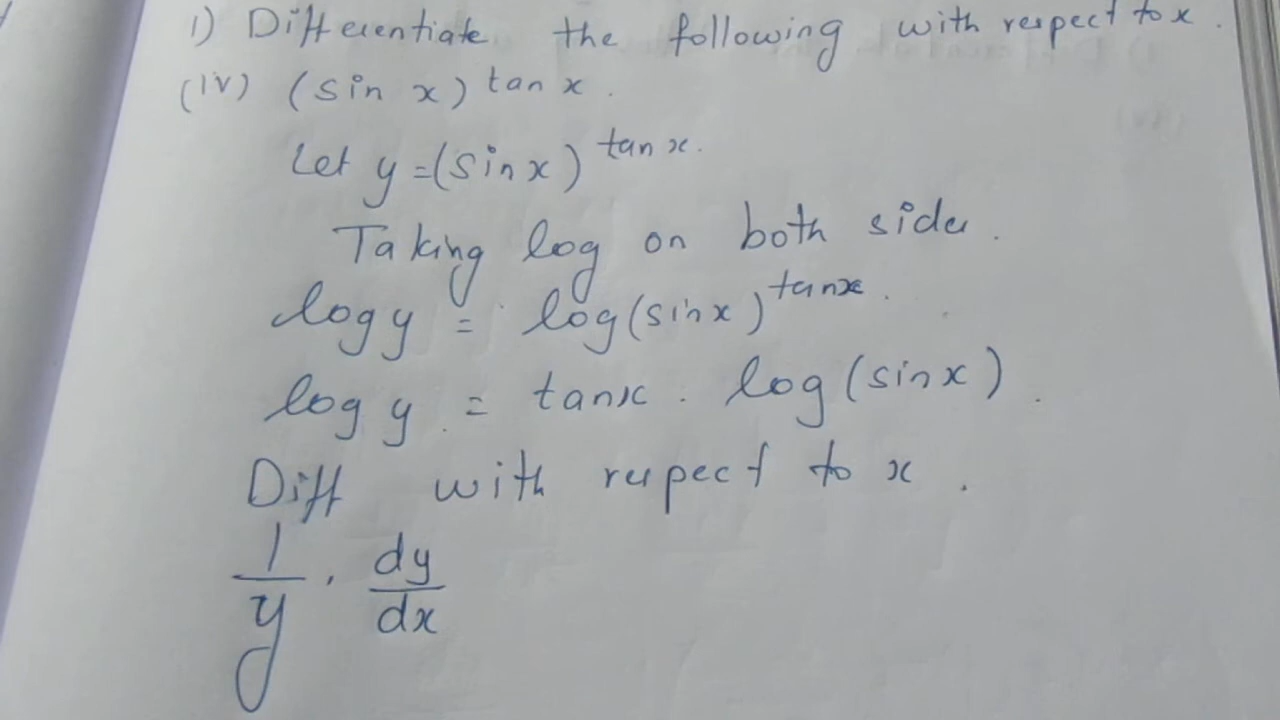 1) Differentiate the following with respect to x.
(iv) (sin x)^tan x.
Let y = (sin x)^tan x.
Taking log on both side.
log y = log (sin x)^tan x.
log y = tan x . log (sin x).
Diff with respect to x.
1/y . dy/dx